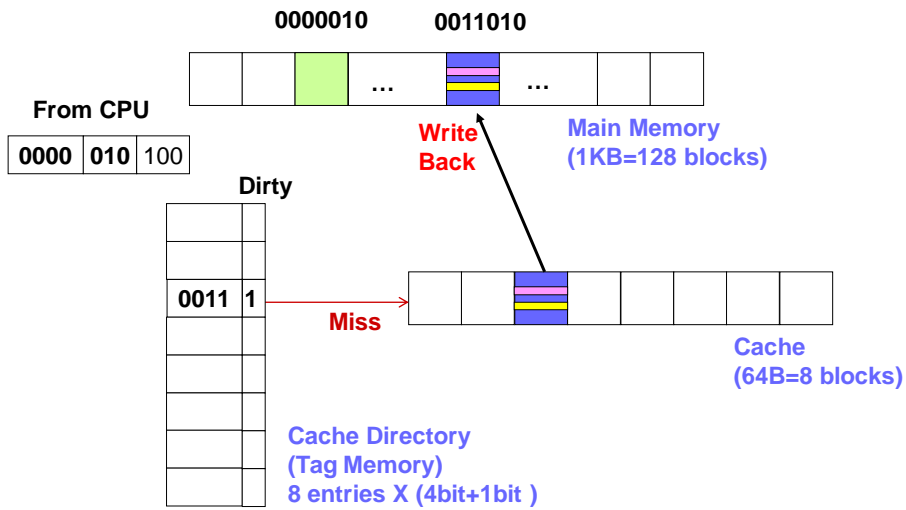 0000010 0011010
... ...
From CPU
0000 010 100
Write
Back
Main Memory
(1KB=128 blocks)
Dirty
0011 1
Miss
Cache
(64B=8 blocks)
Cache Directory
(Tag Memory)
8 entries X (4bit+1bit )